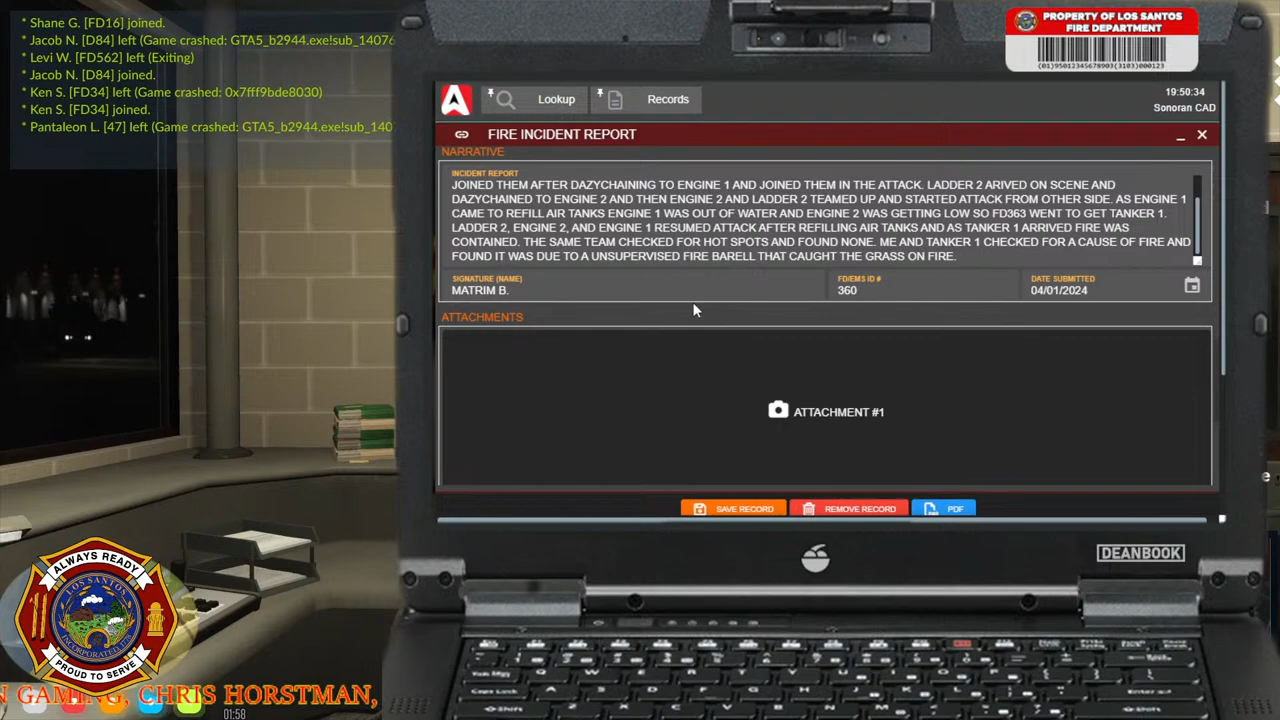 * Shane G. [FD16] joined.
* Jacob N. [D84] left (Game crashed: GTA5_b2944.exe!sub_1407
* Levi W. [FD562] left (Exiting)
* Jacob N. [D84] joined.
* Ken S. [FD34] left (Game crashed: 0x7fff9bde8030)
* Ken S. [FD34] joined.
* Pantaleon L. [47] left (Game crashed: GTA5_b2944.exe!sub_140
PROPERTY OF LOS SANTOS
FIRE DEPARTMENT
(01)95012345678903(3103)000123
Lookup
Records
19:50:34
Sonoran CAD
FIRE INCIDENT REPORT
NARRATIVE
INCIDENT REPORT
JOINED THEM AFTER DAZYCHAINING TO ENGINE 1 AND JOINED THEM IN THE ATTACK. LADDER 2 ARIVED ON SCENE AND
DAZYCHAINED TO ENGINE 2 AND THEN ENGINE 2 AND LADDER 2 TEAMED UP AND STARTED ATTACK FROM OTHER SIDE. AS ENGINE 1
CAME TO REFILL AIR TANKS ENGINE 1 WAS OUT OF WATER AND ENGINE 2 WAS GETTING LOW SO FD363 WENT TO GET TANKER 1.
LADDER 2, ENGINE 2, AND ENGINE 1 RESUMED ATTACK AFTER REFILLING AIR TANKS AND AS TANKER 1 ARRIVED FIRE WAS
CONTAINED. THE SAME TEAM CHECKED FOR HOT SPOTS AND FOUND NONE. ME AND TANKER 1 CHECKED FOR A CAUSE OF FIRE AND
FOUND IT WAS DUE TO A UNSUPERVISED FIRE BARELL THAT CAUGHT THE GRASS ON FIRE.
SIGNATURE (NAME)
MATRIM B.
FD/EMS ID #
360
DATE SUBMITTED
04/01/2024
ATTACHMENTS
ATTACHMENT #1
SAVE RECORD
REMOVE RECORD
PDF
DEANBOOK
ALWAYS READY
LOS SANTOS
PROUD TO SERVE
N GAMING, CHRIS HORSTMAN,
01:58